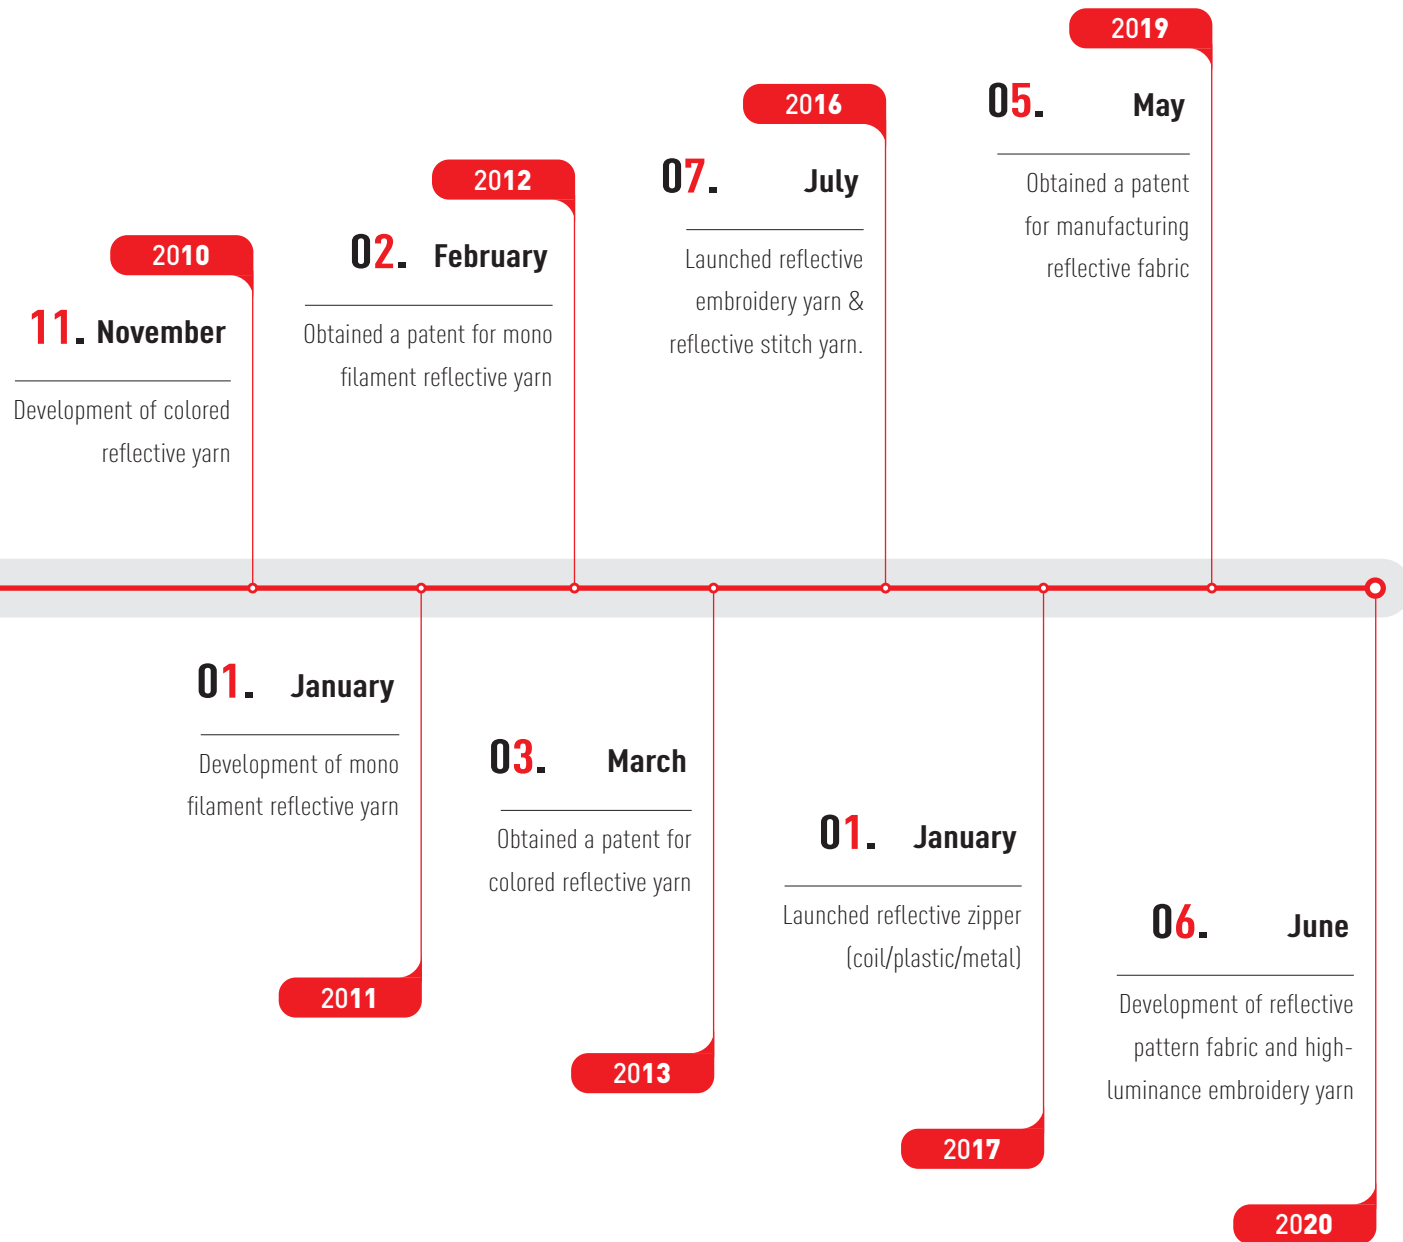 2010
11. November
Development of colored
reflective yarn
01. January
Development of mono
filament reflective yarn
2011
2012
02. February
Obtained a patent for mono
filament reflective yarn
03. March
Obtained a patent for
colored reflective yarn
2013
2016
07. July
Launched reflective
embroidery yarn &
reflective stitch yarn.
01. January
Launched reflective zipper
(coil/plastic/metal)
2017
2019
05. May
Obtained a patent
for manufacturing
reflective fabric
06. June
Development of reflective
pattern fabric and high-
luminance embroidery yarn
2020